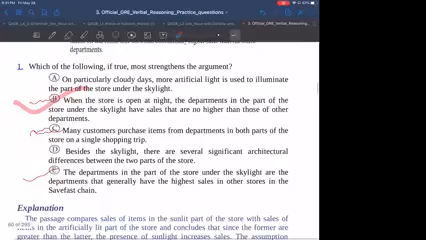 departments.
1. Which of the following, if true, most strengthens the argument?
A On particularly cloudy days, more artificial light is used to illuminate
the part of the store under the skylight.
B When the store is open at night, the departments in the part of the
store under the skylight have sales that are no higher than those of other
departments.
C Many customers purchase items from departments in both parts of the
store on a single shopping trip.
D Besides the skylight, there are several significant architectural
differences between the two parts of the store.
E The departments in the part of the store under the skylight are the
departments that generally have the highest sales in other stores in the
Savefast chain.
Explanation
The passage compares sales of items in the sunlit part of the store with sales of
items in the artificially lit part of the store and concludes that since the former are
greater than the latter, the presence of sunlight increases sales. The assumption